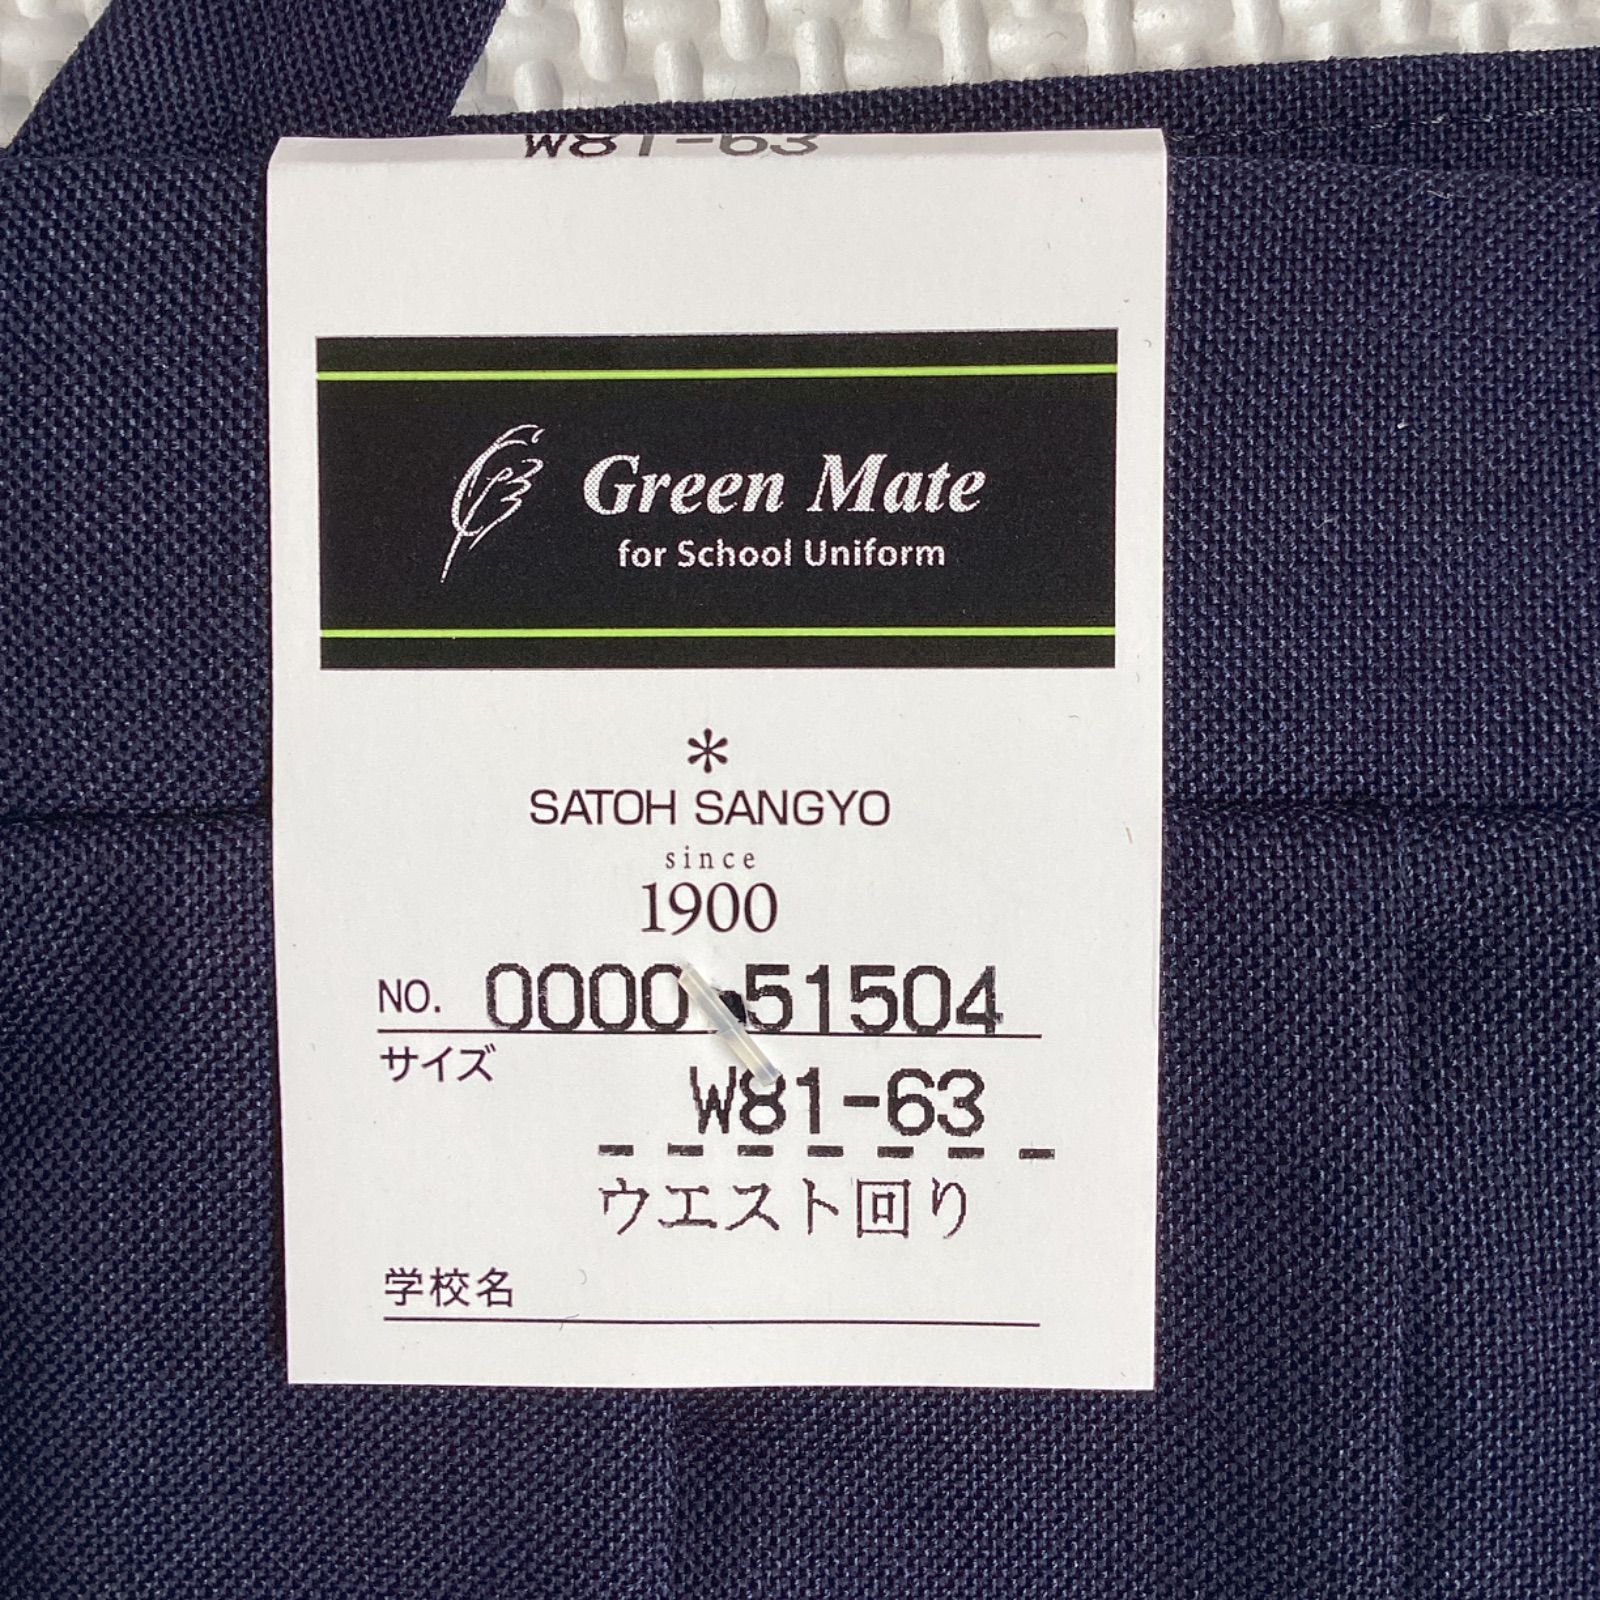 W81-63
Green Mate
for School Uniform
SATOH SANGYO
since
1900
NO. 0000-51504
サイズ
W81-63
ウエスト回り
学校名